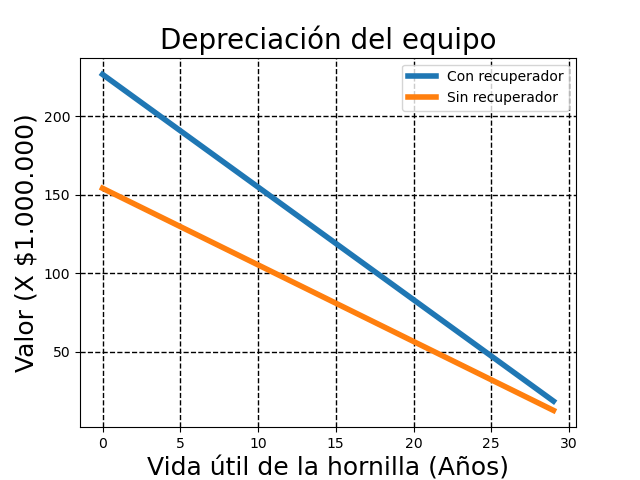 Depreciación del equipo
Con recuperador
Sin recuperador
Valor (X $1.000.000)
200
150
100
50
0 5 10 15 20 25 30
Vida útil de la hornilla (Años)